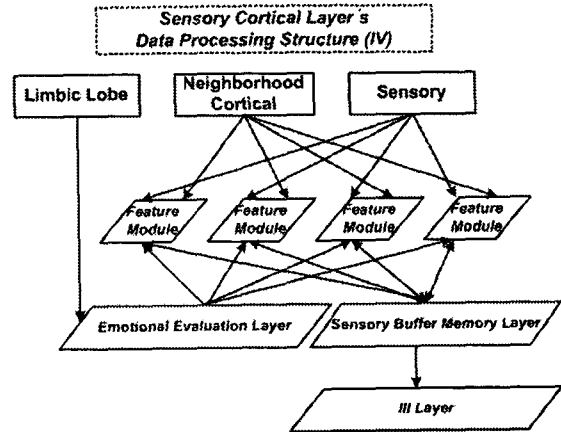 Sensory Cortical Layer's
Data Processing Structure (IV)
Limbic Lobe
Neighborhood
Cortical
Sensory
Feature
Module
Feature
Module
Feature
Module
Feature
Module
Emotional Evaluation Layer
Sensory Buffer Memory Layer
III Layer